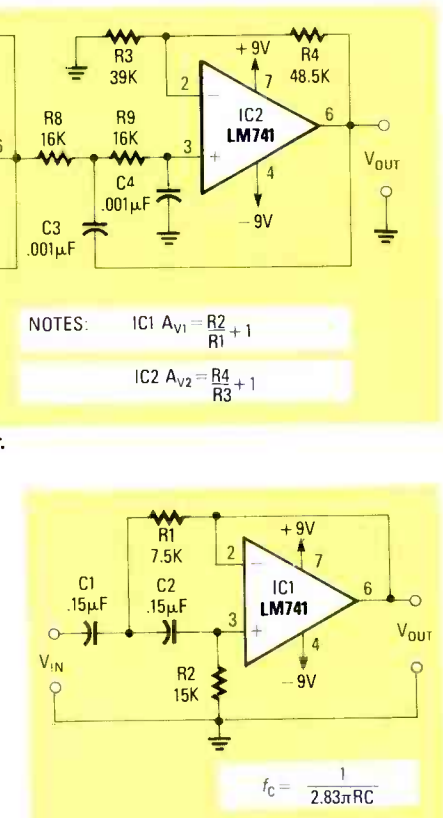 R3
39K
+9V
R4
48.5K
2
7
R8
16K
R9
16K
IC2
LM741
6
VOUT
3
C4
.001µF
4
C3
.001µF
−9V
NOTES: IC1 AV1 = R2/R1 + 1
IC2 AV2 = R4/R3 + 1
R1
7.5K
+9V
2
7
C1
.15µF
C2
.15µF
IC1
LM741
6
3
VOUT
VIN
4
R2
15K
−9V
fC = 1/2.83πRC